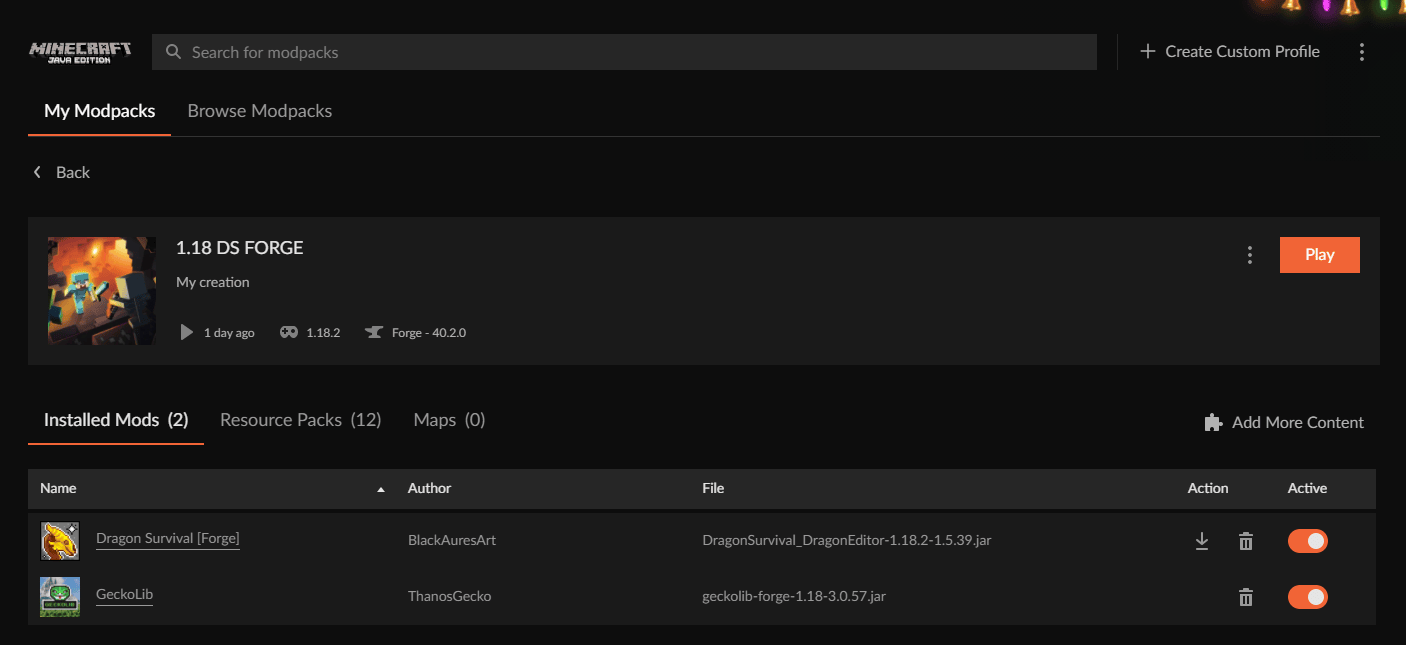 MINECRAFT
JAVA EDITION
Search for modpacks
Create Custom Profile
My Modpacks
Browse Modpacks
Back
1.18 DS FORGE
My creation
Play
1 day ago
1.18.2
Forge - 40.2.0
Installed Mods (2)
Resource Packs (12)
Maps (0)
Add More Content
Name Author File Action Active
Dragon Survival [Forge] BlackAuresArt DragonSurvival_DragonEditor-1.18.2-1.5.39.jar
GeckoLib ThanosGecko geckolib-forge-1.18-3.0.57.jar
GECKOLIB